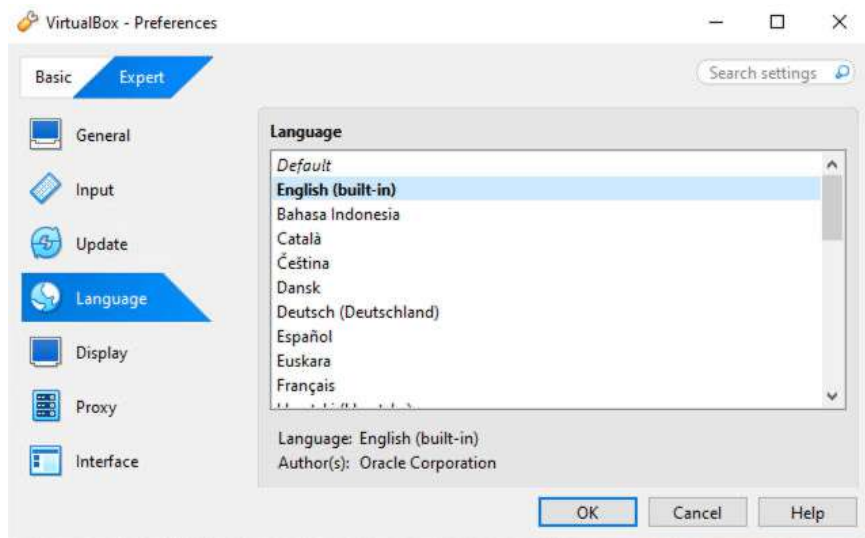 VirtualBox - Preferences
Basic
Expert
Search settings
General
Input
Update
Language
Display
Proxy
Interface
Language
Default
English (built-in)
Bahasa Indonesia
Català
Čeština
Dansk
Deutsch (Deutschland)
Español
Euskara
Français
Language: English (built-in)
Author(s): Oracle Corporation
OK
Cancel
Help